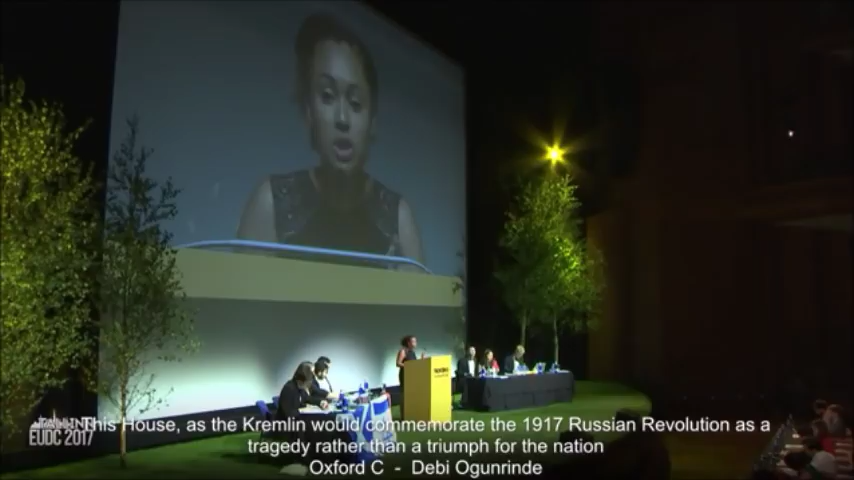 This House, as the Kremlin would commemorate the 1917 Russian Revolution as a
tragedy rather than a triumph for the nation
Oxford C - Debi Ogunrinde
EUDC 2017